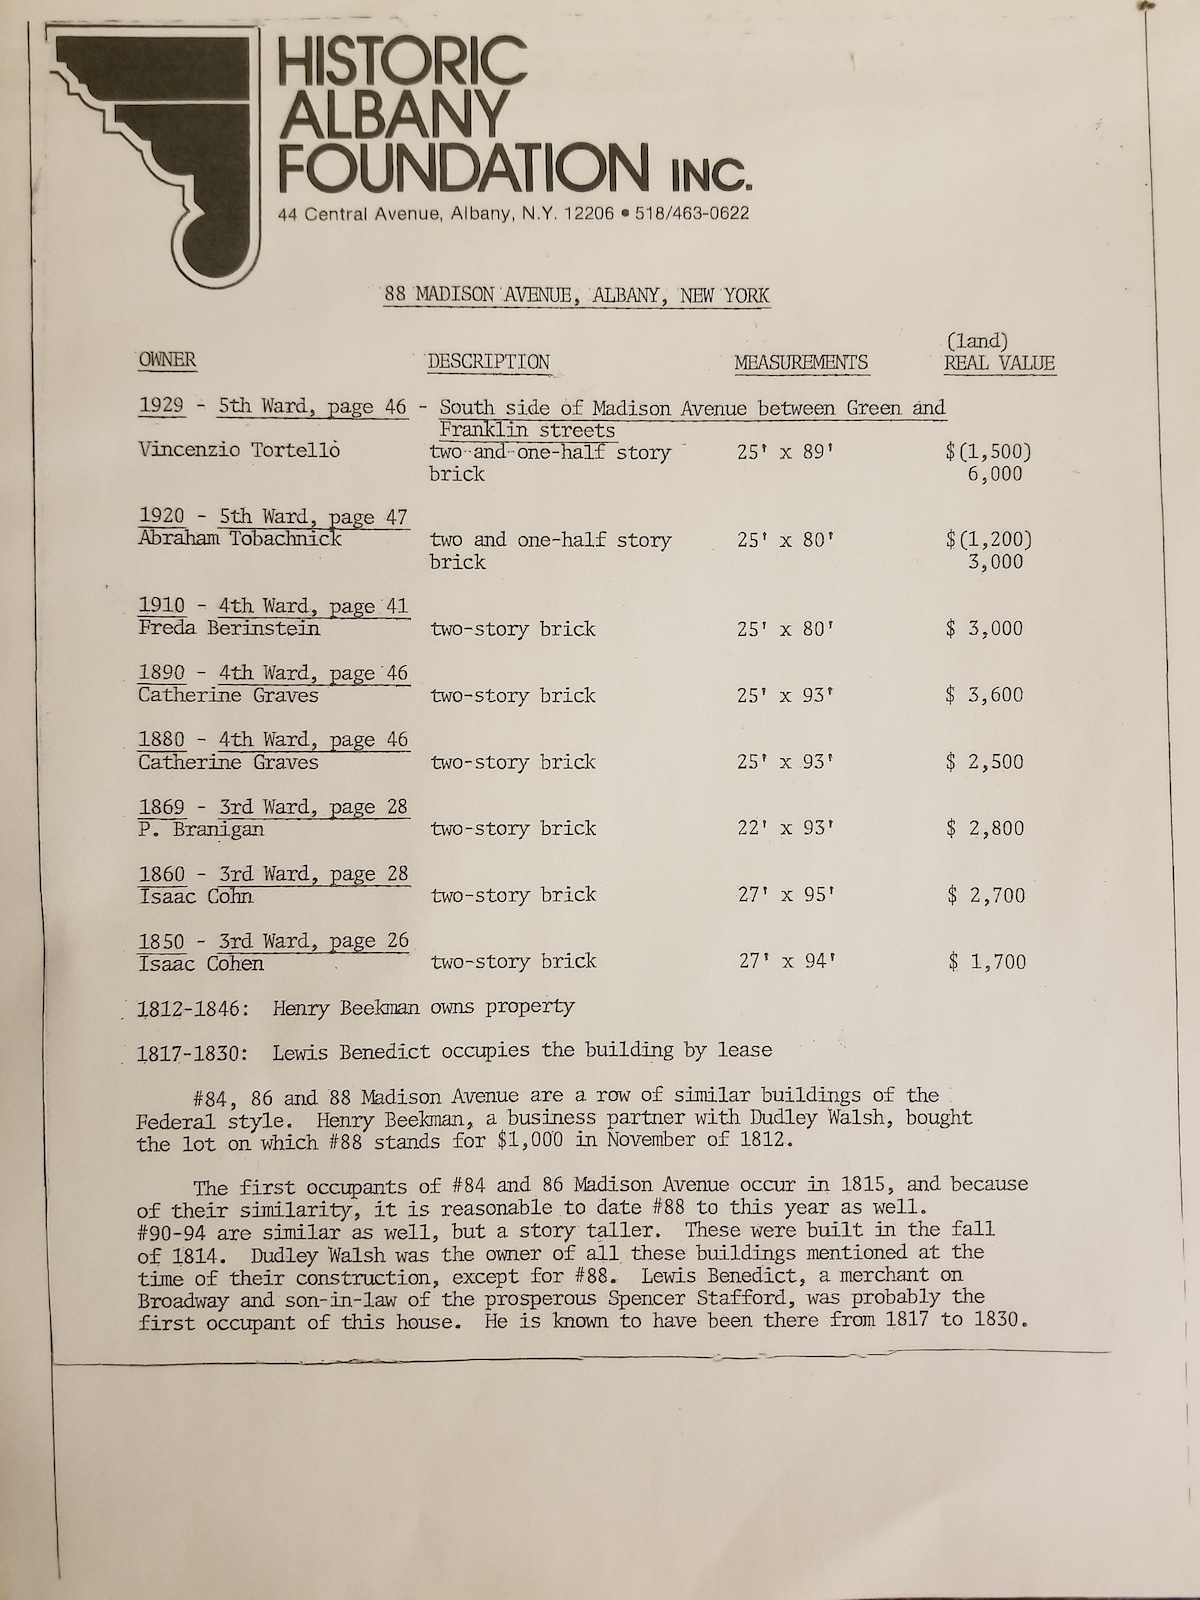 HISTORIC
ALBANY
FOUNDATION INC.
44 Central Avenue, Albany, N.Y. 12206 • 518/463-0622
88 MADISON AVENUE, ALBANY, NEW YORK
(land)
OWNER DESCRIPTION MEASUREMENTS REAL VALUE
1929 - 5th Ward, page 46 - South side of Madison Avenue between Green and
Franklin streets
Vincenzio Tortello two-and-one-half story 25' x 89' $(1,500)
brick 6,000
1920 - 5th Ward, page 47
Abraham Tobachnick two and one-half story 25' x 80' $(1,200)
brick 3,000
1910 - 4th Ward, page 41
Freda Berinstein two-story brick 25' x 80' $ 3,000
1890 - 4th Ward, page 46
Catherine Graves two-story brick 25' x 93' $ 3,600
1880 - 4th Ward, page 46
Catherine Graves two-story brick 25' x 93' $ 2,500
1869 - 3rd Ward, page 28
P. Branigan two-story brick 22' x 93' $ 2,800
1860 - 3rd Ward, page 28
Isaac Cohn two-story brick 27' x 95' $ 2,700
1850 - 3rd Ward, page 26
Isaac Cohen two-story brick 27' x 94' $ 1,700
1812-1846: Henry Beekman owns property
1817-1830: Lewis Benedict occupies the building by lease
#84, 86 and 88 Madison Avenue are a row of similar buildings of the
Federal style. Henry Beekman, a business partner with Dudley Walsh, bought
the lot on which #88 stands for $1,000 in November of 1812.
The first occupants of #84 and 86 Madison Avenue occur in 1815, and because
of their similarity, it is reasonable to date #88 to this year as well.
#90-94 are similar as well, but a story taller. These were built in the fall
of 1814. Dudley Walsh was the owner of all these buildings mentioned at the
time of their construction, except for #88. Lewis Benedict, a merchant on
Broadway and son-in-law of the prosperous Spencer Stafford, was probably the
first occupant of this house. He is known to have been there from 1817 to 1830.